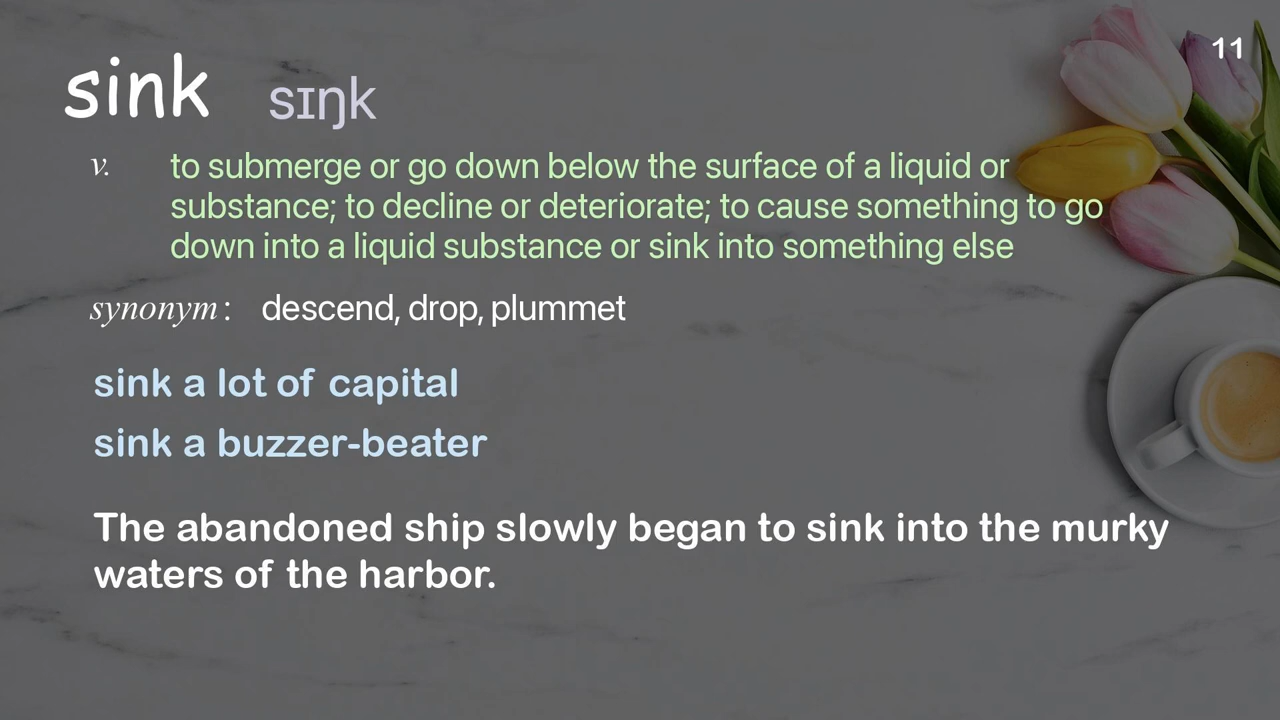 11
sink sɪŋk
v. to submerge or go down below the surface of a liquid or
substance; to decline or deteriorate; to cause something to go
down into a liquid substance or sink into something else
synonym: descend, drop, plummet
sink a lot of capital
sink a buzzer-beater
The abandoned ship slowly began to sink into the murky
waters of the harbor.